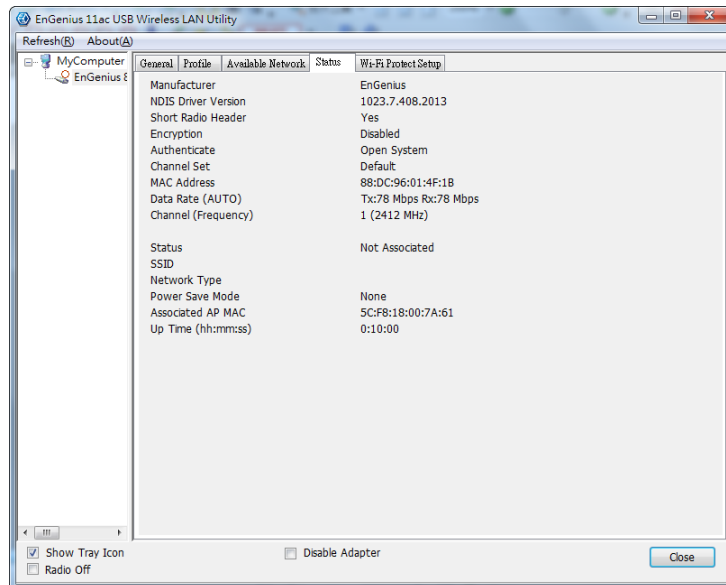 EnGenius 11ac USB Wireless LAN Utility
Refresh(R) About(A)
MyComputer
EnGenius 8
General Profile Available Network Status Wi-Fi Protect Setup
Manufacturer EnGenius
NDIS Driver Version 1023.7.408.2013
Short Radio Header Yes
Encryption Disabled
Authenticate Open System
Channel Set Default
MAC Address 88:DC:96:01:4F:1B
Data Rate (AUTO) Tx:78 Mbps Rx:78 Mbps
Channel (Frequency) 1 (2412 MHz)
Status Not Associated
SSID
Network Type
Power Save Mode None
Associated AP MAC 5C:F8:18:00:7A:61
Up Time (hh:mm:ss) 0:10:00
Show Tray Icon Disable Adapter Close
Radio Off